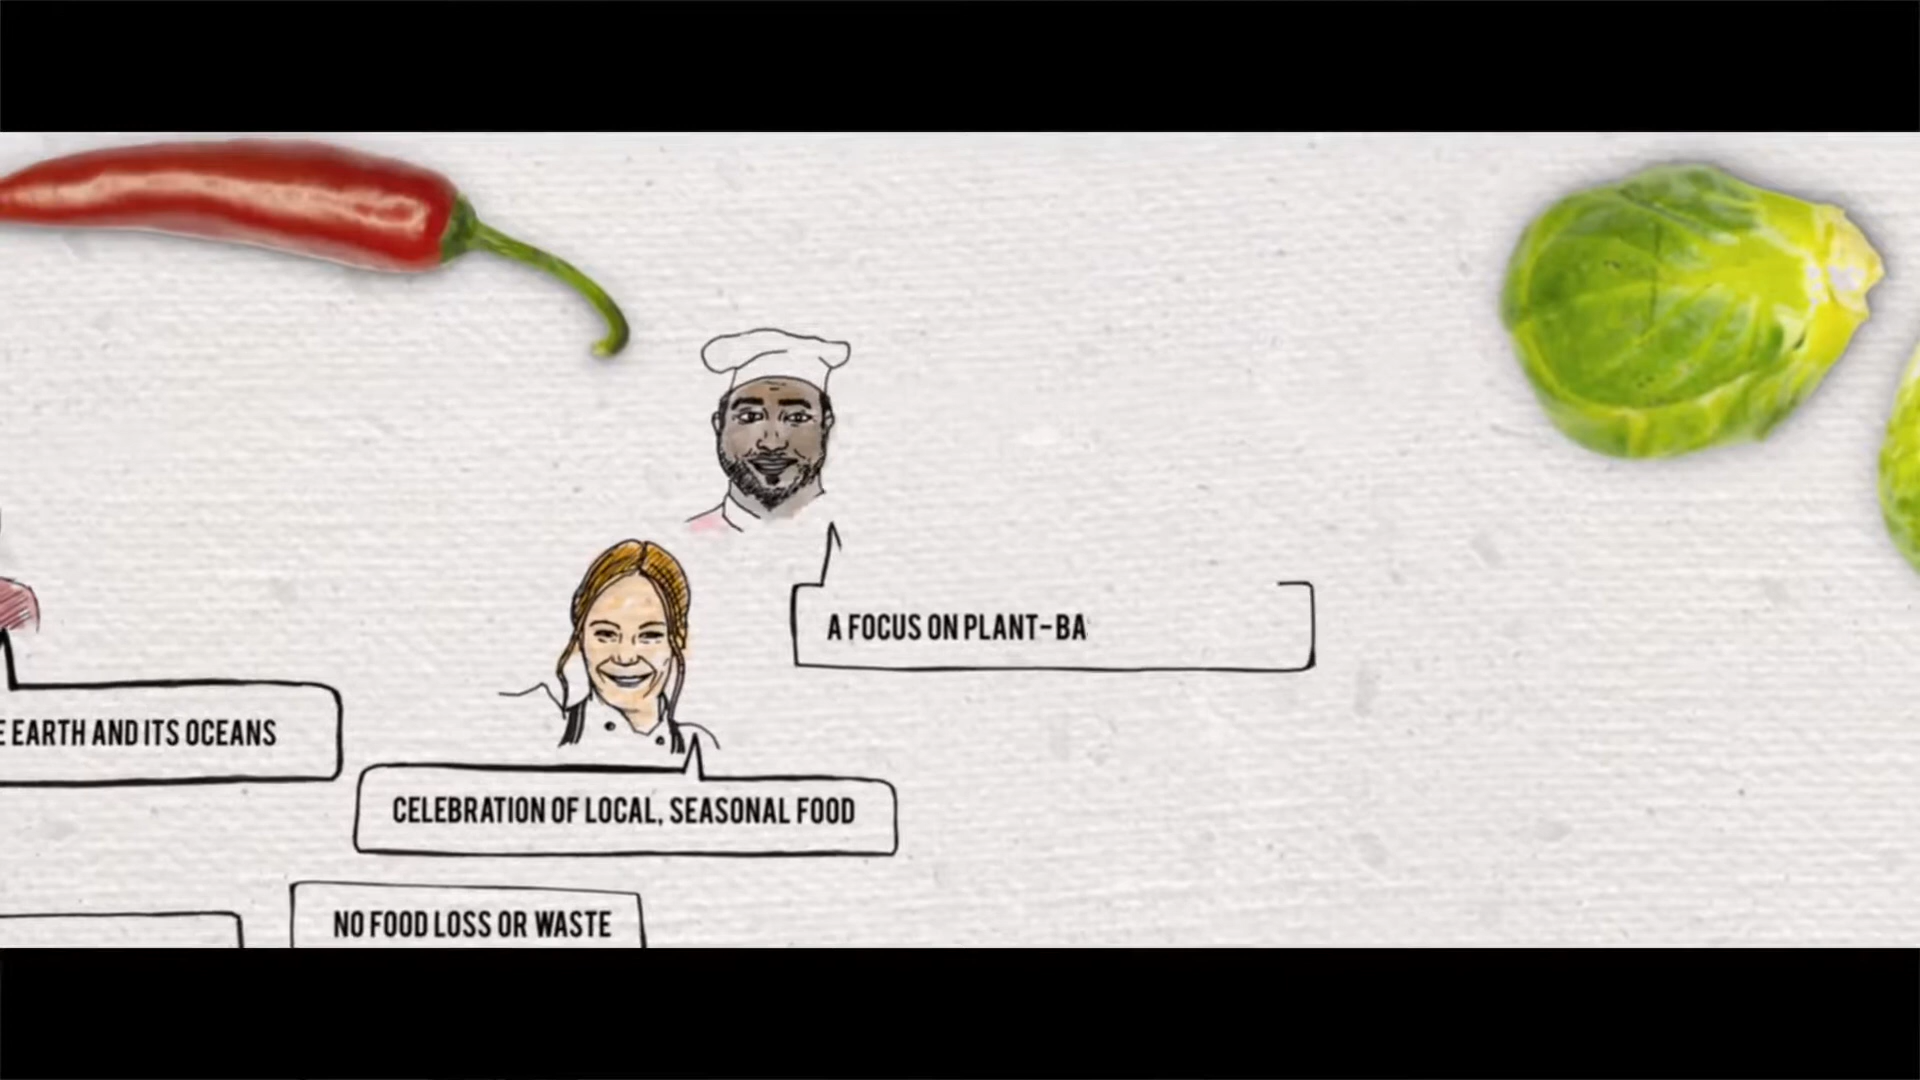 A FOCUS ON PLANT-BA
E EARTH AND ITS OCEANS
CELEBRATION OF LOCAL, SEASONAL FOOD
NO FOOD LOSS OR WASTE